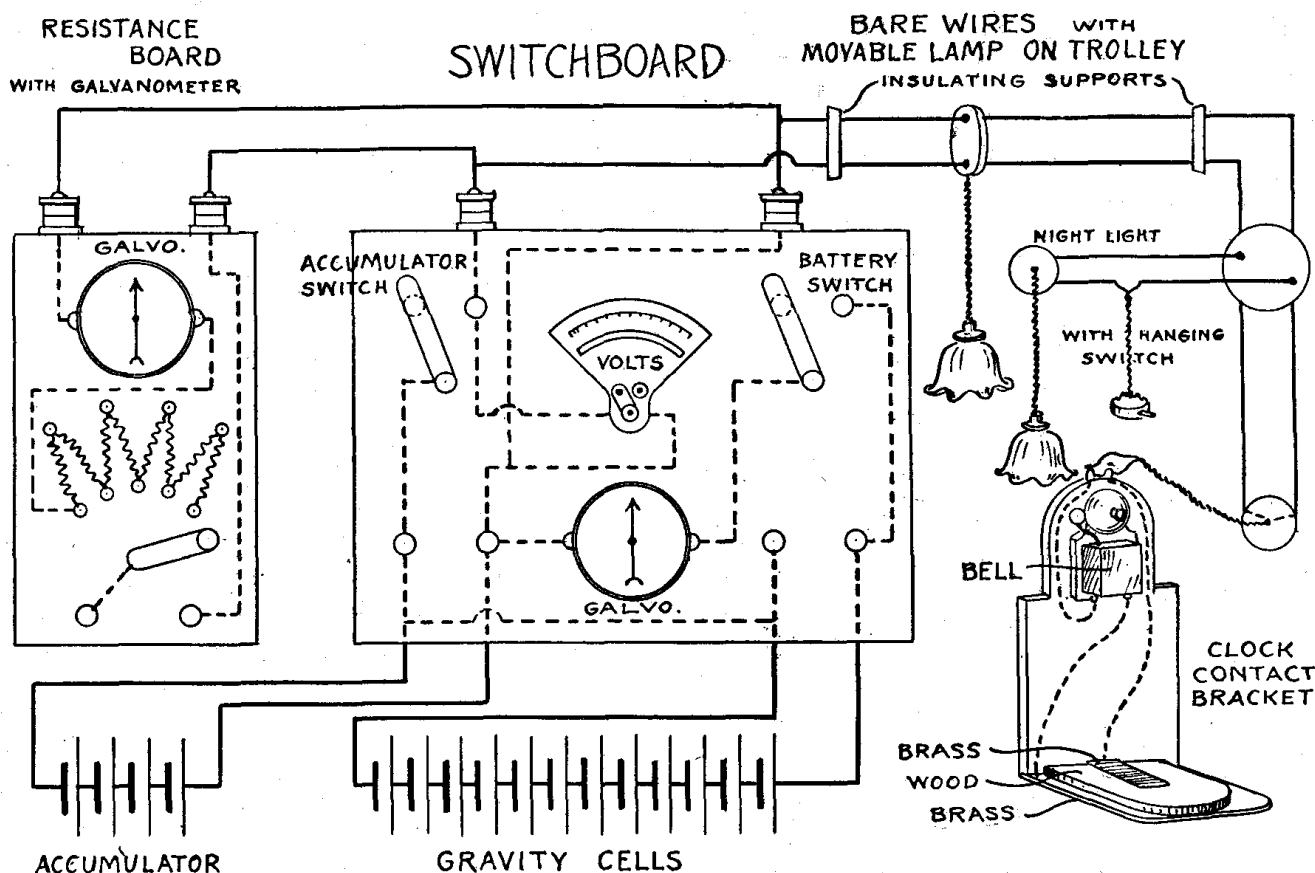 RESISTANCE
BOARD
WITH GALVANOMETER
SWITCHBOARD
BARE WIRES WITH
MOVABLE LAMP ON TROLLEY
INSULATING SUPPORTS
GALVO.
ACCUMULATOR
SWITCH
VOLTS
BATTERY
SWITCH
NIGHT LIGHT
WITH HANGING
SWITCH
GALVO.
BELL
CLOCK
CONTACT
BRACKET
BRASS
WOOD
BRASS
ACCUMULATOR
GRAVITY CELLS